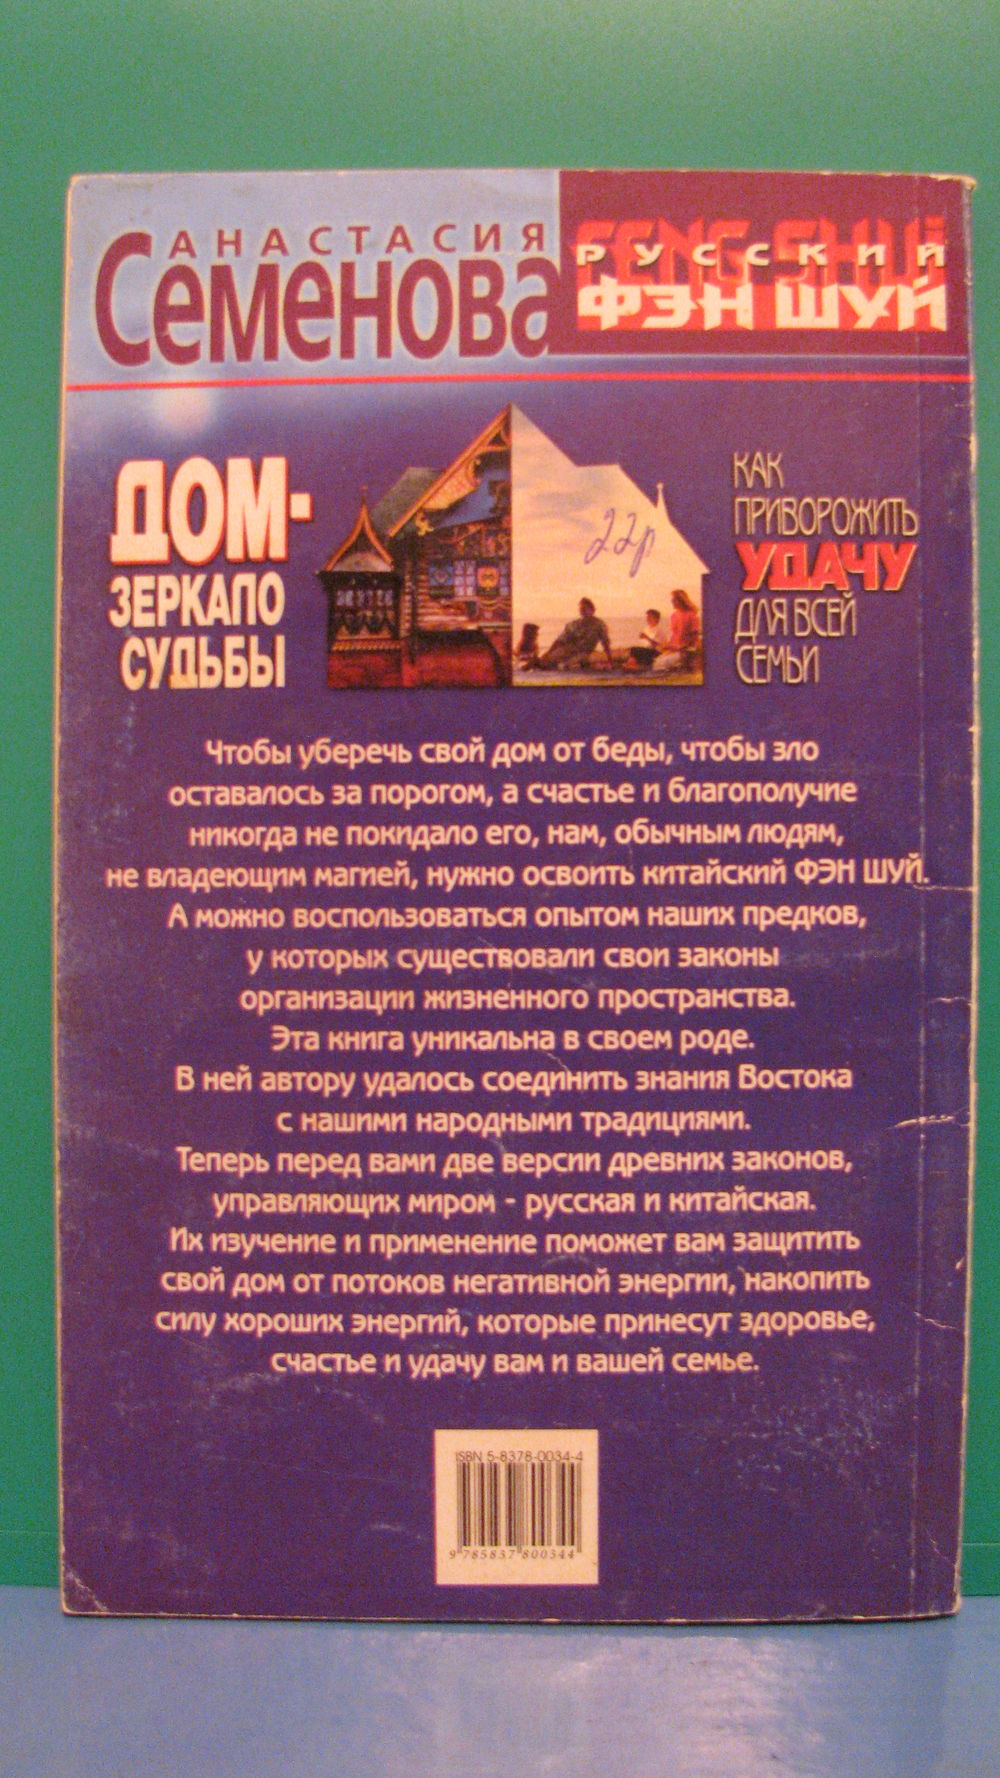 АНАСТАСИЯ
Семенова
FENG-SHUI
РУССКИЙ
ФЭН ШУЙ
ДОМ-
ЗЕРКАЛО
СУДЬБЫ
22р
КАК
ПРИВОРОЖИТЬ
УДАЧУ
ДЛЯ ВСЕЙ
СЕМЬИ
Чтобы уберечь свой дом от беды, чтобы зло
оставалось за порогом, а счастье и благополучие
никогда не покидало его, нам, обычным людям,
не владеющим магией, нужно освоить китайский ФЭН ШУЙ.
А можно воспользоваться опытом наших предков,
у которых существовали свои законы
организации жизненного пространства.
Эта книга уникальна в своем роде.
В ней автору удалось соединить знания Востока
с нашими народными традициями.
Теперь перед вами две версии древних законов,
управляющих миром - русская и китайская.
Их изучение и применение поможет вам защитить
свой дом от потоков негативной энергии, накопить
силу хороших энергий, которые принесут здоровье,
счастье и удачу вам и вашей семье.
ISBN 5-8378-0034-4
9 785837 800344